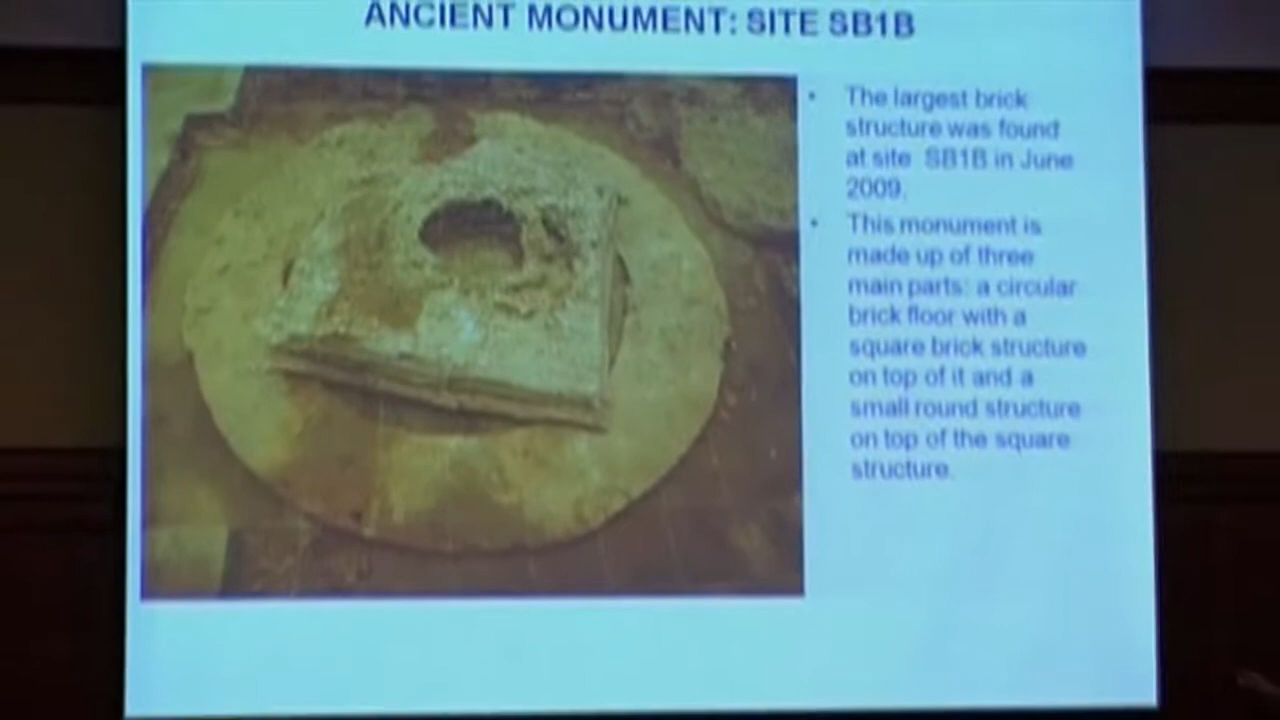 ANCIENT MONUMENT: SITE SB1B
• The largest brick
structure was found
at site SB1B in June
2009.
• This monument is
made up of three
main parts: a circular
brick floor with a
square brick structure
on top of it and a
small round structure
on top of the square
structure.